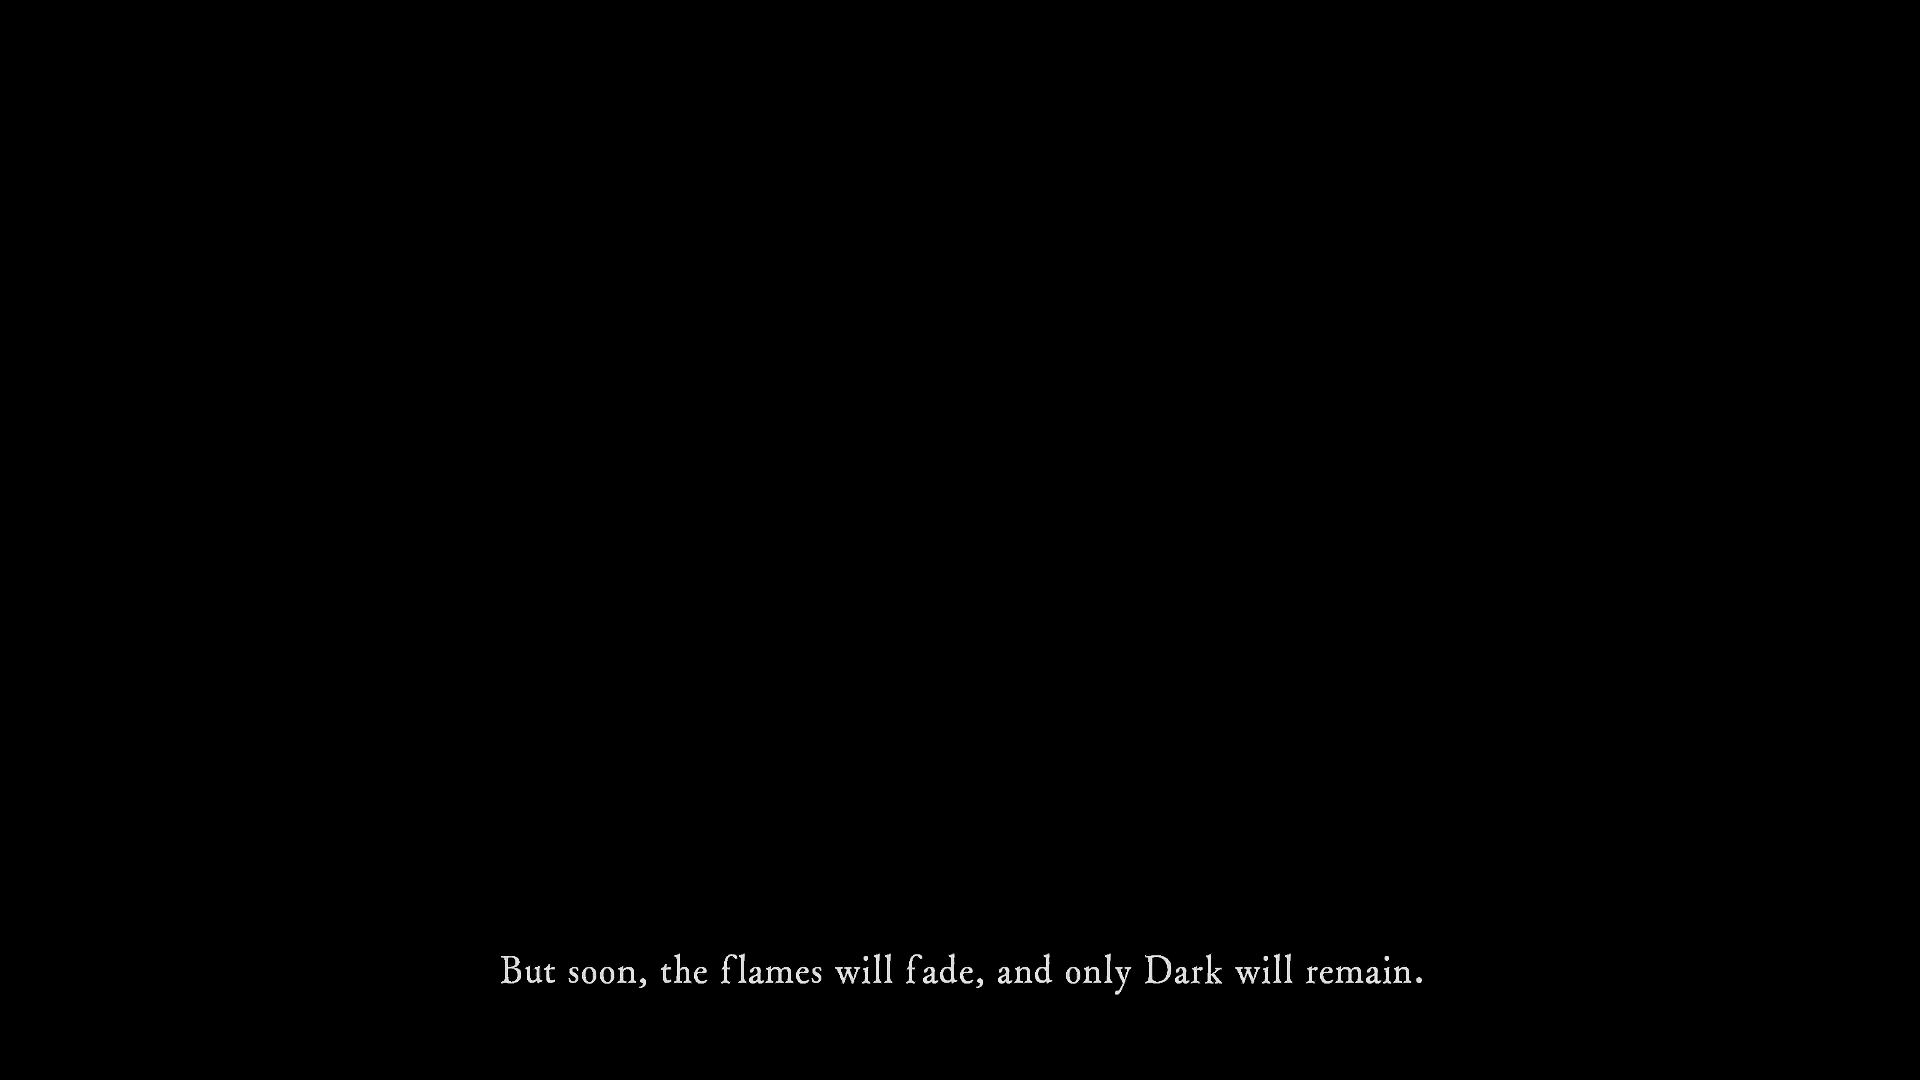 But soon, the flames will fade, and only Dark will remain.